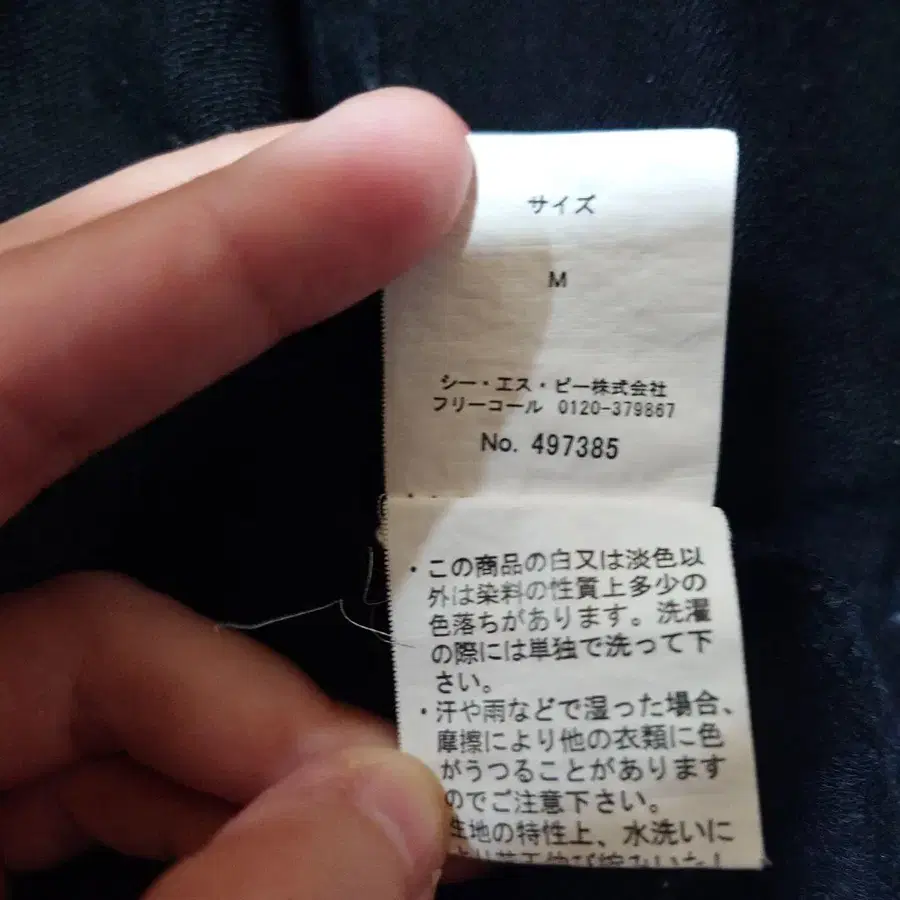 サイズ
M
シー・エス・ピー株式会社
フリーコール 0120-379867
No. 497385
・この商品の白又は淡色以
外は染料の性質上多少の
色落ちがあります。洗濯
の際には単独で洗って下
さい。
・汗や雨などで湿った場合、
摩擦により他の衣類に色
がうつることがあります
のでご注意下さい。
生地の特性上、水洗いに